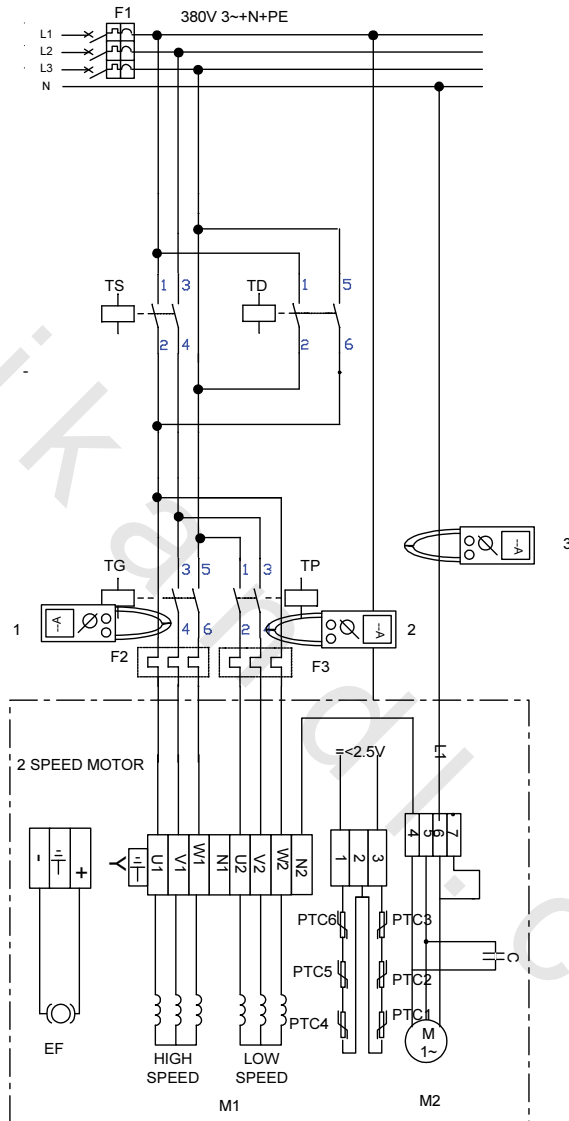 F1 380V 3~+N+PE
L1
L2
L3
N
1 3 1 5
TS TD
2 4 2 6
3
~A
TG 3 5 1 3 TP
1 ~A 4 6 2 4 ~A 2
F2 F3
2 SPEED MOTOR =<2.5V L1
- +
U1 V1 W1 N1 U2 V2 W2 N2
1 2 3
4 5 6 7
PTC6 PTC3
PTC5 PTC2
PTC4 PTC1
C
M
1~
EF
HIGH SPEED
LOW SPEED
M1 M2
ikandi.c